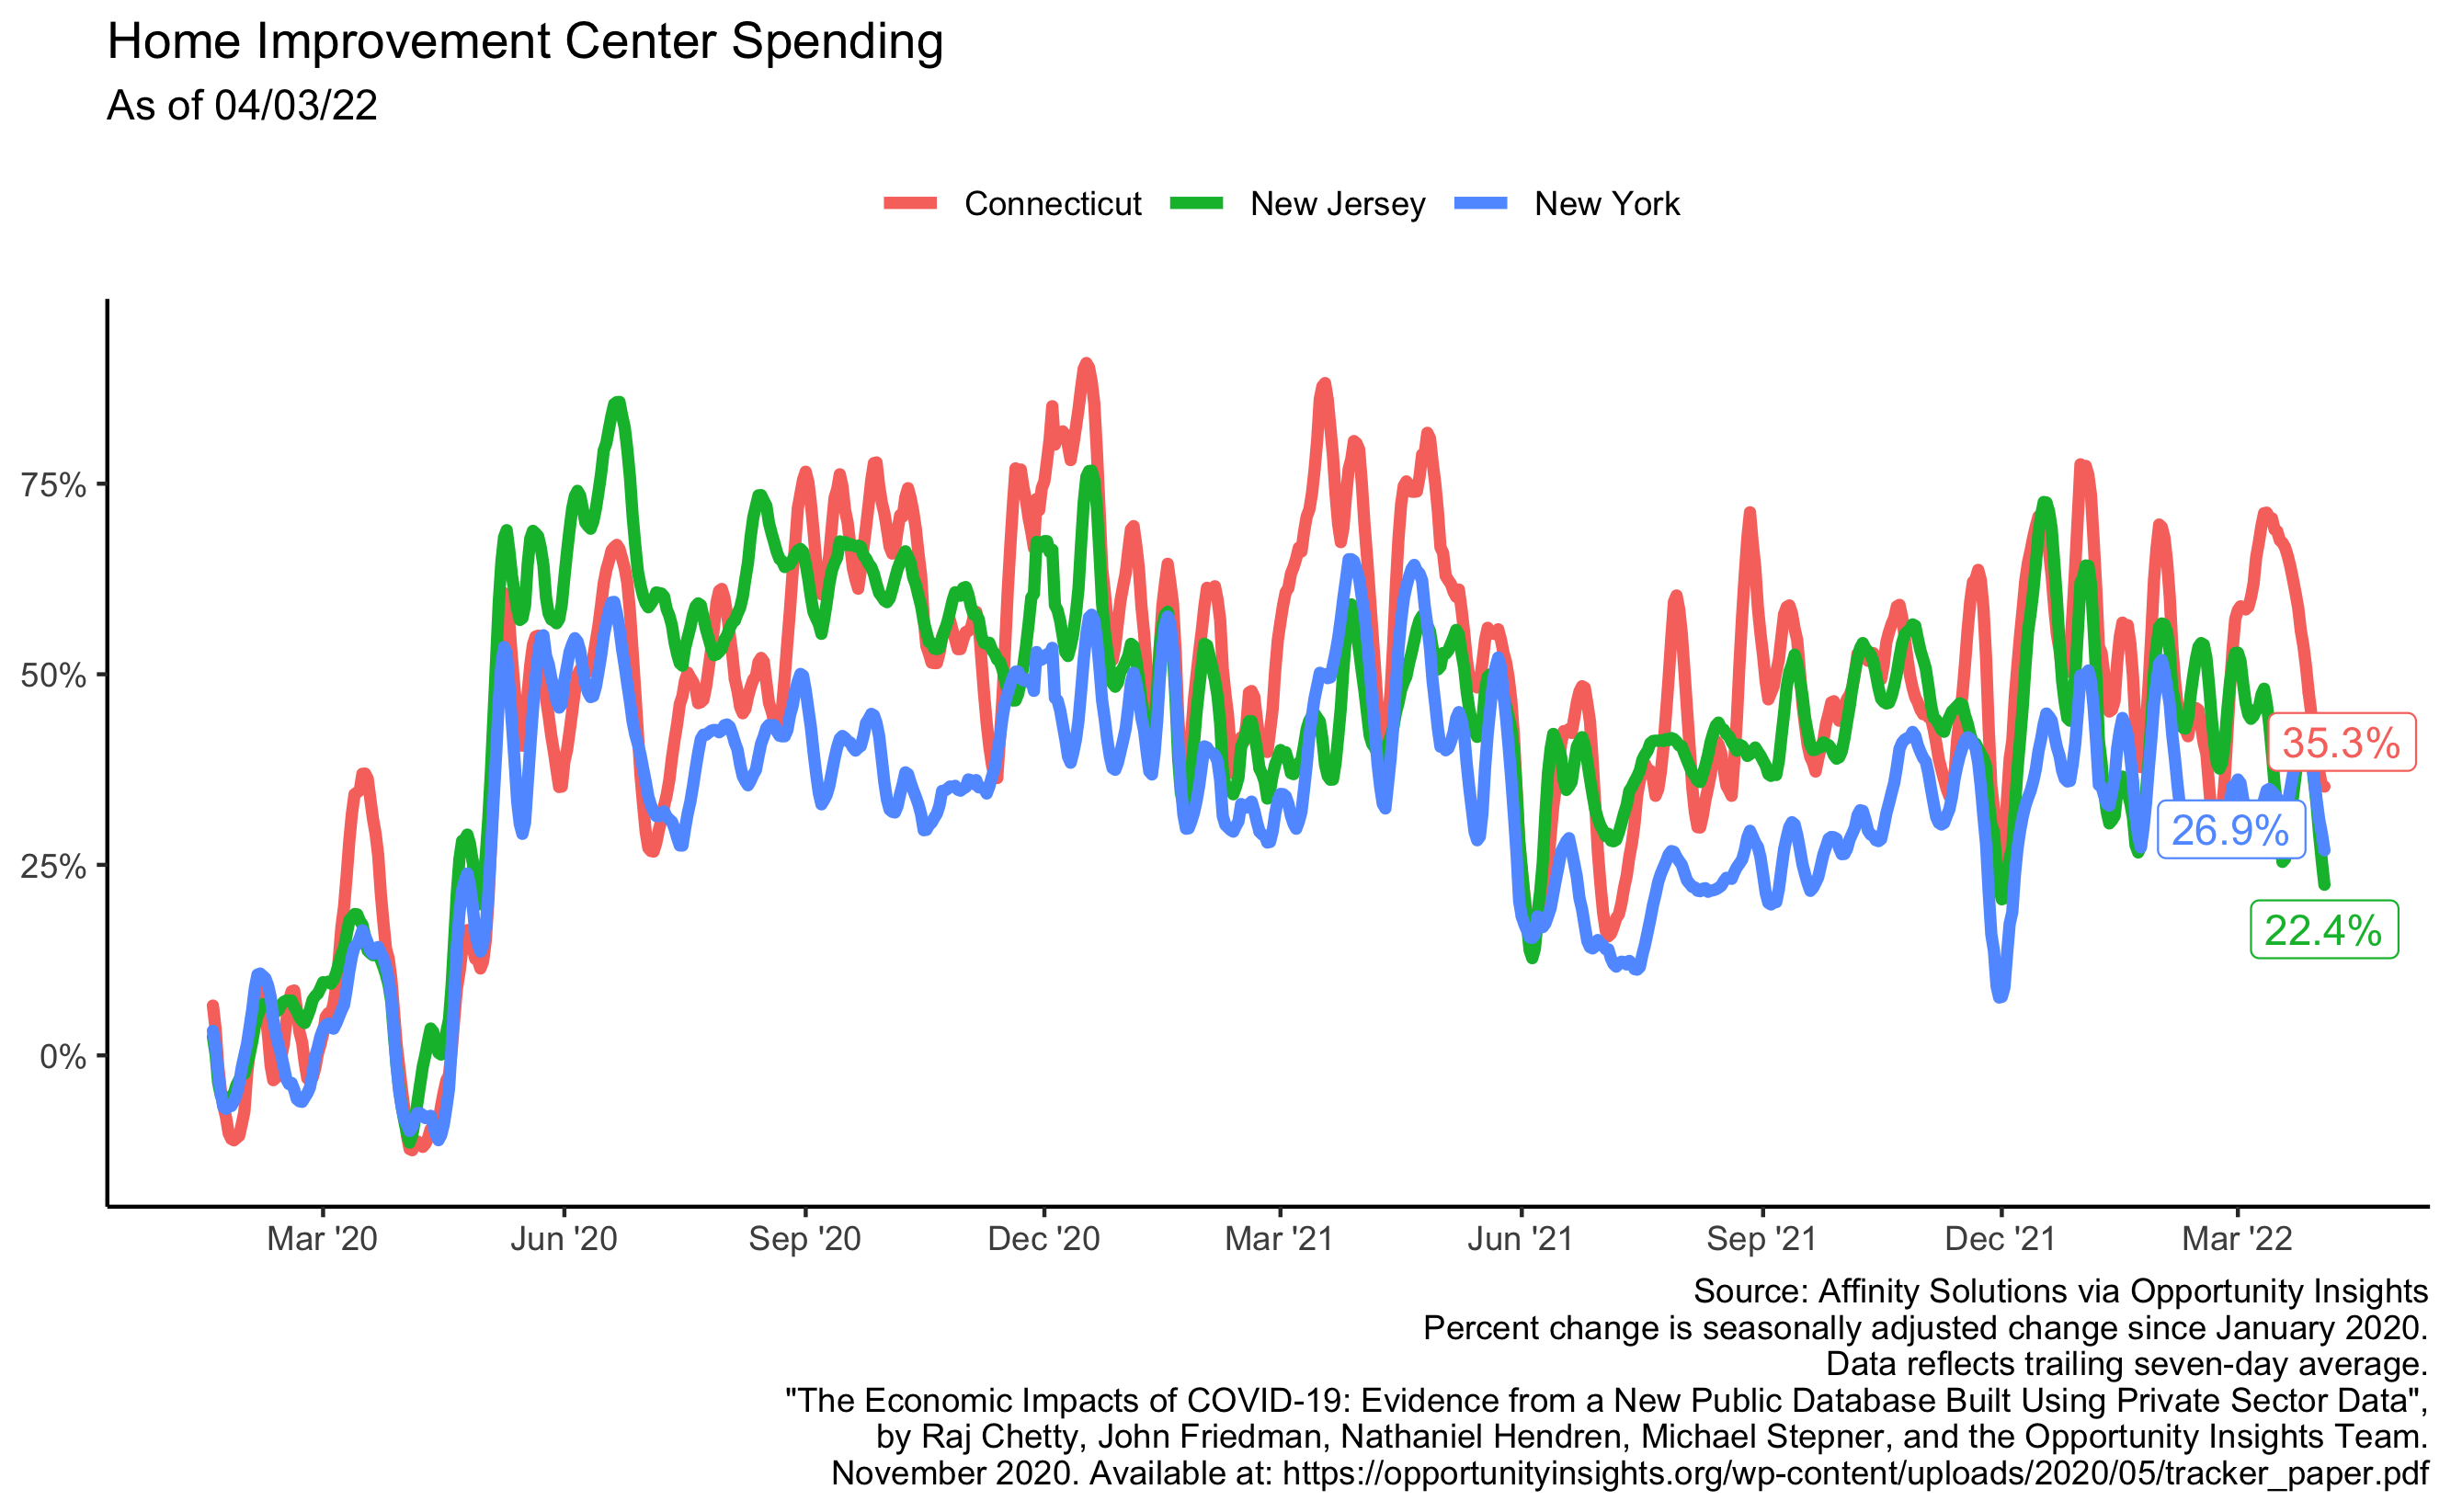 Home Improvement Center Spending
As of 04/03/22
Connecticut New Jersey New York
75%
50%
25%
0%
35.3%
26.9%
22.4%
Mar '20 Jun '20 Sep '20 Dec '20 Mar '21 Jun '21 Sep '21 Dec '21 Mar '22
Source: Affinity Solutions via Opportunity Insights
Percent change is seasonally adjusted change since January 2020.
Data reflects trailing seven-day average.
"The Economic Impacts of COVID-19: Evidence from a New Public Database Built Using Private Sector Data",
by Raj Chetty, John Friedman, Nathaniel Hendren, Michael Stepner, and the Opportunity Insights Team.
November 2020. Available at: https://opportunityinsights.org/wp-content/uploads/2020/05/tracker_paper.pdf